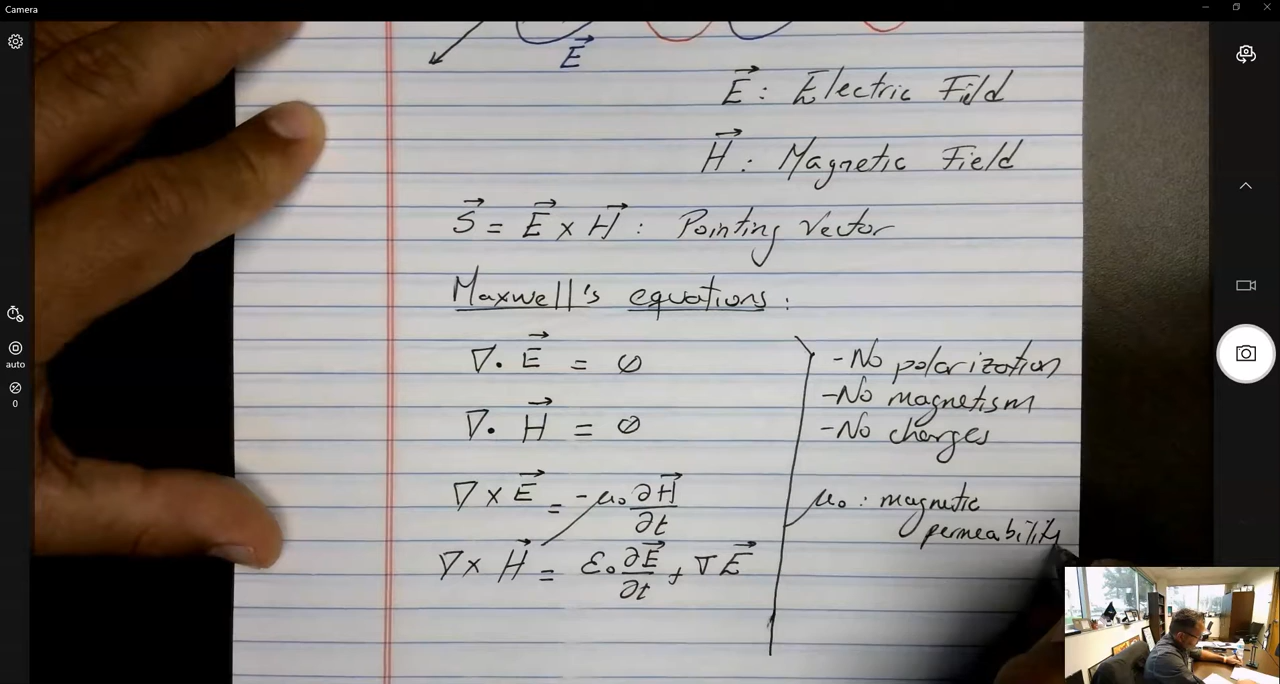 Camera
E⃗
E⃗ : Electric Field
H⃗ : Magnetic Field
S⃗ = E⃗ x H⃗ : Pointing Vector
Maxwell's equations :
∇. E⃗ = 0
∇. H⃗ = 0
∇ x E⃗ = -μ₀ ∂H⃗/∂t
∇ x H⃗ = ε₀ ∂E⃗/∂t + ∇E⃗
-No polarization
-No magnetism
-No charges
μ₀ : magnetic
permeability
auto
0